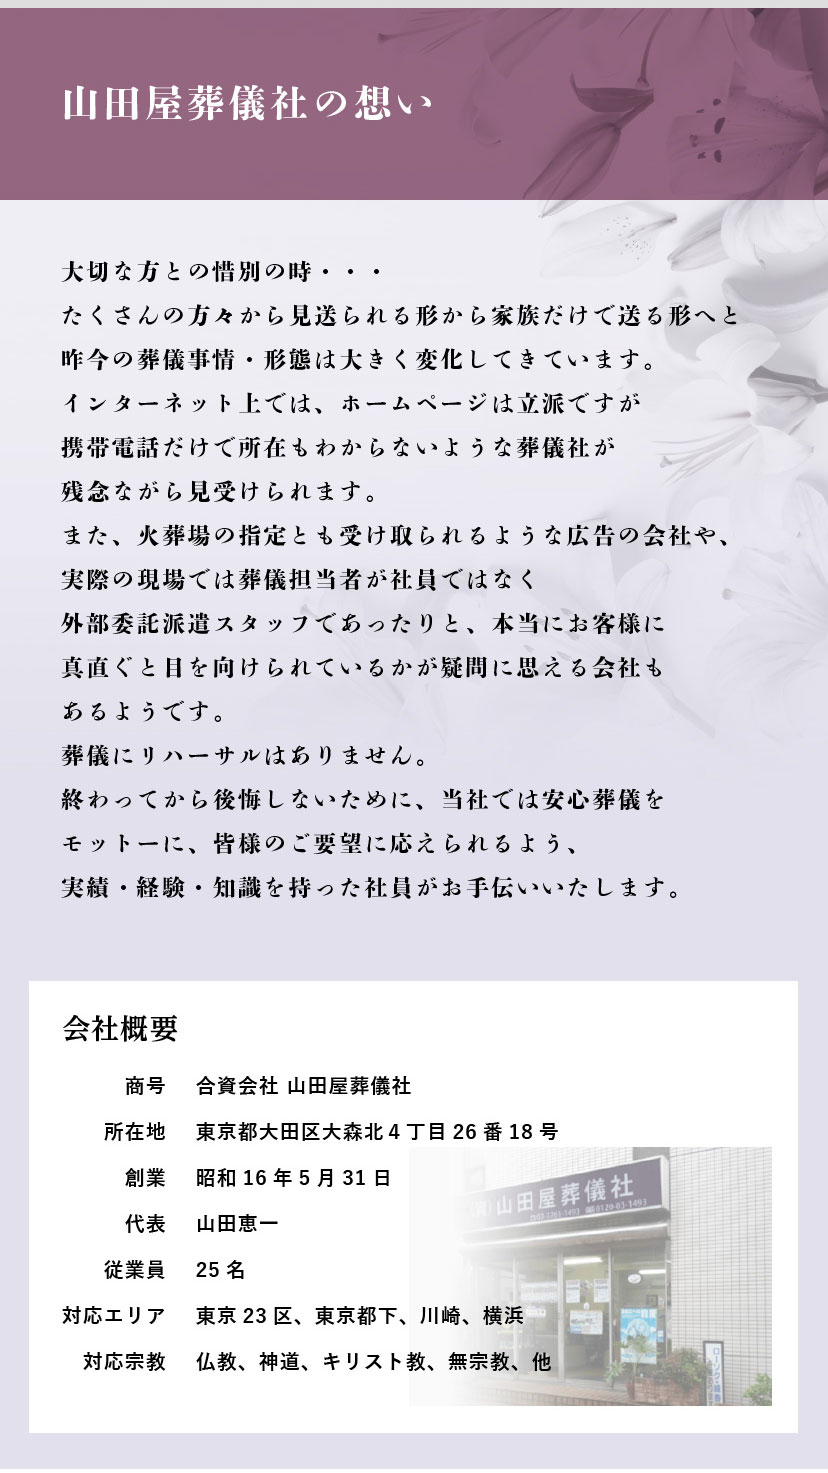 山田屋葬儀社の想い
大切な方との惜別の時・・・
たくさんの方々から見送られる形から家族だけで送る形へと
昨今の葬儀事情・形態は大きく変化してきています。
インターネット上では、ホームページは立派ですが
携帯電話だけで所在もわからないような葬儀社が
残念ながら見受けられます。
また、火葬場の指定とも受け取られるような広告の会社や、
実際の現場では葬儀担当者が社員ではなく
外部委託派遣スタッフであったりと、本当にお客様に
真直ぐと目を向けられているかが疑問に思える会社も
あるようです。
葬儀にリハーサルはありません。
終わってから後悔しないために、当社では安心葬儀を
モットーに、皆様のご要望に応えられるよう、
実績・経験・知識を持った社員がお手伝いいたします。
会社概要
商号 合資会社 山田屋葬儀社
所在地 東京都大田区大森北4丁目26番18号
創業 昭和16年5月31日
代表 山田恵一
従業員 25名
対応エリア 東京23区、東京都下、川崎、横浜
対応宗教 仏教、神道、キリスト教、無宗教、他
山田屋葬儀社
0120-03-1493